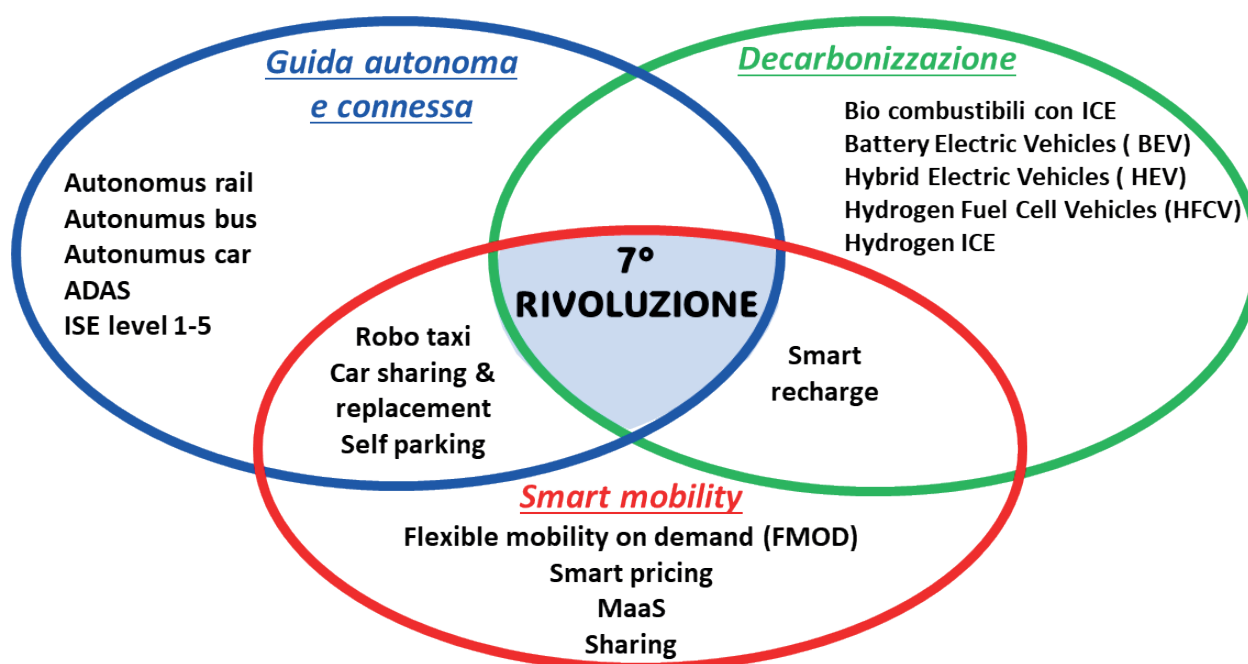 Guida autonoma
e connessa
Decarbonizzazione
Autonomus rail
Autonumus bus
Autonumus car
ADAS
ISE level 1-5
Bio combustibili con ICE
Battery Electric Vehicles ( BEV)
Hybrid Electric Vehicles ( HEV)
Hydrogen Fuel Cell Vehicles (HFCV)
Hydrogen ICE
7°
RIVOLUZIONE
Robo taxi
Car sharing &
replacement
Self parking
Smart
recharge
Smart mobility
Flexible mobility on demand (FMOD)
Smart pricing
MaaS
Sharing